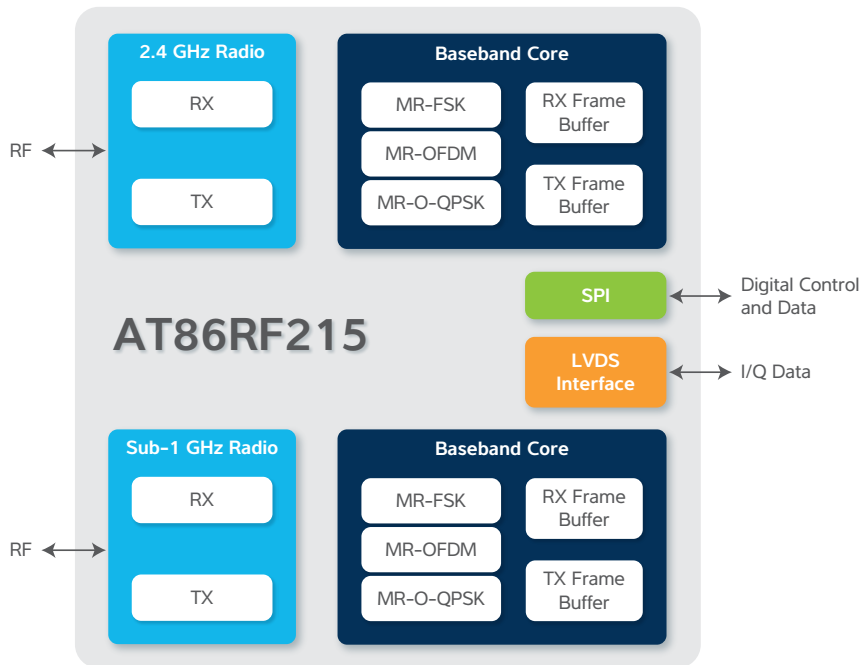 2.4 GHz Radio
RX
TX
RF
Baseband Core
MR-FSK
MR-OFDM
MR-O-QPSK
RX Frame
Buffer
TX Frame
Buffer
SPI
Digital Control
and Data
AT86RF215
LVDS
Interface
I/Q Data
Sub-1 GHz Radio
RX
TX
RF
Baseband Core
MR-FSK
MR-OFDM
MR-O-QPSK
RX Frame
Buffer
TX Frame
Buffer